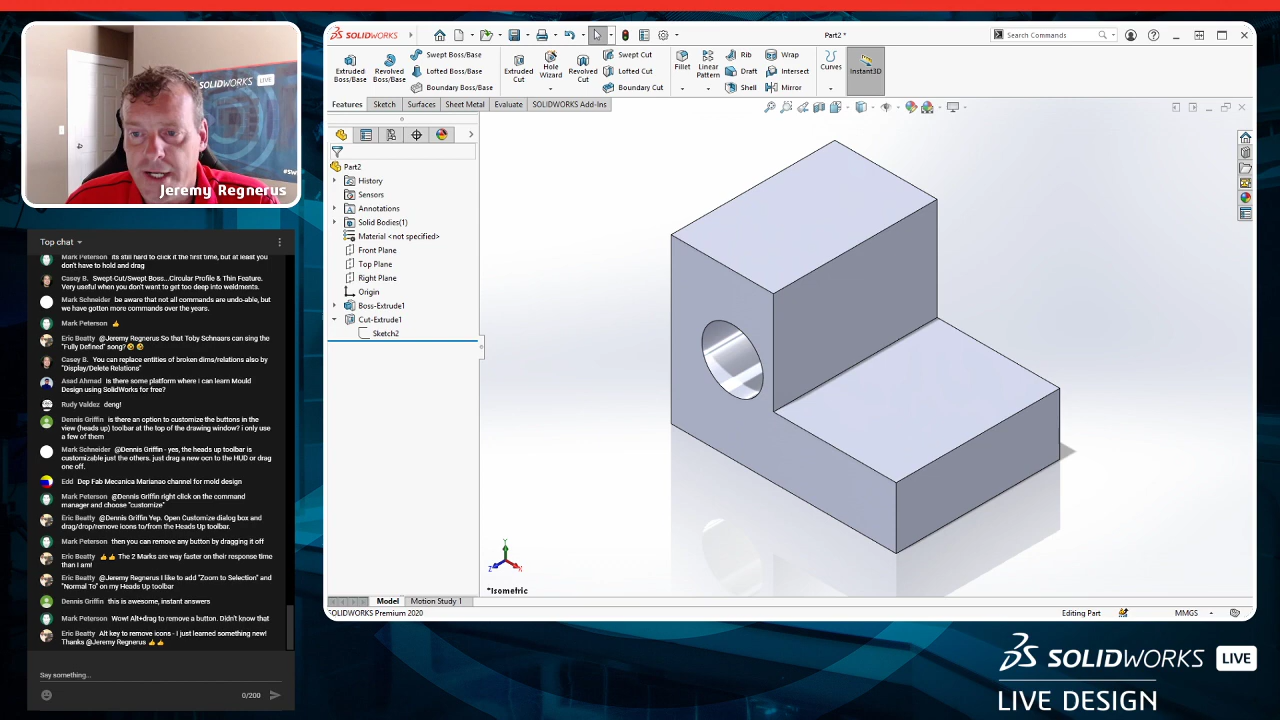 SOLIDWORKS LIVE
#SW
Jeremy Regnerus
Top chat
Mark Peterson its still hard to click it the first time, but at least you
don't have to hold and drag
Casey B. Swept Cut/Swept Boss...Circular Profile & Thin Feature.
Very useful when you don't want to get too deep into weldments.
Mark Schneider be aware that not all commands are undo-able, but
we have gotten more commands over the years.
Mark Peterson 👍
Eric Beatty @Jeremy Regnerus So that Toby Schnaars can sing the
"Fully Defined" song? 🤣 🤣
Casey B. You can replace entities of broken dims/relations also by
"Display/Delete Relations"
Asad Ahmad Is there some platform where I can learn Mould
Design using SolidWorks for free?
Rudy Valdez deng!
Dennis Griffin is there an option to customize the buttons in the
view (heads up) toolbar at the top of the drawing window? i only use
a few of them
Mark Schneider @Dennis Griffin - yes, the heads up toolbar is
customizable just the others. just drag a new ocn to the HUD or drag
one off.
Edd Dep Fab Mecanica Marianao channel for mold design
Mark Peterson @Dennis Griffin right click on the command
manager and choose "customize"
Eric Beatty @Dennis Griffin Yep. Open Customize dialog box and
drag/drop/remove icons to/from the Heads Up toolbar.
Mark Peterson then you can remove any button by dragging it off
Eric Beatty 👍👍 The 2 Marks are way faster on their response time
than I am!
Eric Beatty @Jeremy Regnerus I like to add "Zoom to Selection" and
"Normal To" on my Heads Up toolbar
Dennis Griffin this is awesome, instant answers
Mark Peterson Wow! Alt+drag to remove a button. Didn't know that
Eric Beatty Alt key to remove icons - I just learned something new!
Thanks @Jeremy Regnerus 👍👍
Say something...
0/200
SOLIDWORKS
Part2 *
Search Commands
Extruded
Boss/Base
Revolved
Boss/Base
Swept Boss/Base
Lofted Boss/Base
Boundary Boss/Base
Extruded
Cut
Hole
Wizard
Revolved
Cut
Swept Cut
Lofted Cut
Boundary Cut
Fillet
Linear
Pattern
Rib
Draft
Shell
Wrap
Intersect
Mirror
Curves
Instant3D
Features Sketch Surfaces Sheet Metal Evaluate SOLIDWORKS Add-Ins
Part2
History
Sensors
Annotations
Solid Bodies(1)
Material <not specified>
Front Plane
Top Plane
Right Plane
Origin
Boss-Extrude1
Cut-Extrude1
Sketch2
Y
Z X
*Isometric
Model Motion Study 1
SOLIDWORKS Premium 2020
Editing Part
MMGS
SOLIDWORKS LIVE
LIVE DESIGN